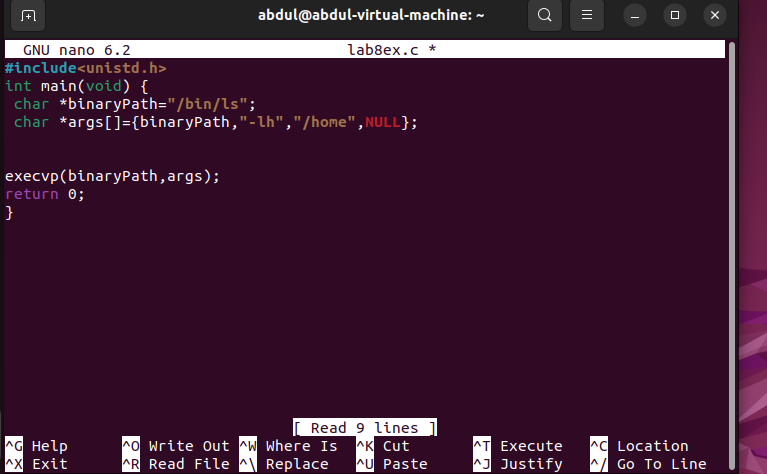 abdul@abdul-virtual-machine: ~
GNU nano 6.2 lab8ex.c *
#include<unistd.h>
int main(void) {
 char *binaryPath="/bin/ls";
 char *args[]={binaryPath,"-lh","/home",NULL};
execvp(binaryPath,args);
return 0;
}
[ Read 9 lines ]
^G Help ^O Write Out ^W Where Is ^K Cut ^T Execute ^C Location
^X Exit ^R Read File ^\ Replace ^U Paste ^J Justify ^/ Go To Line